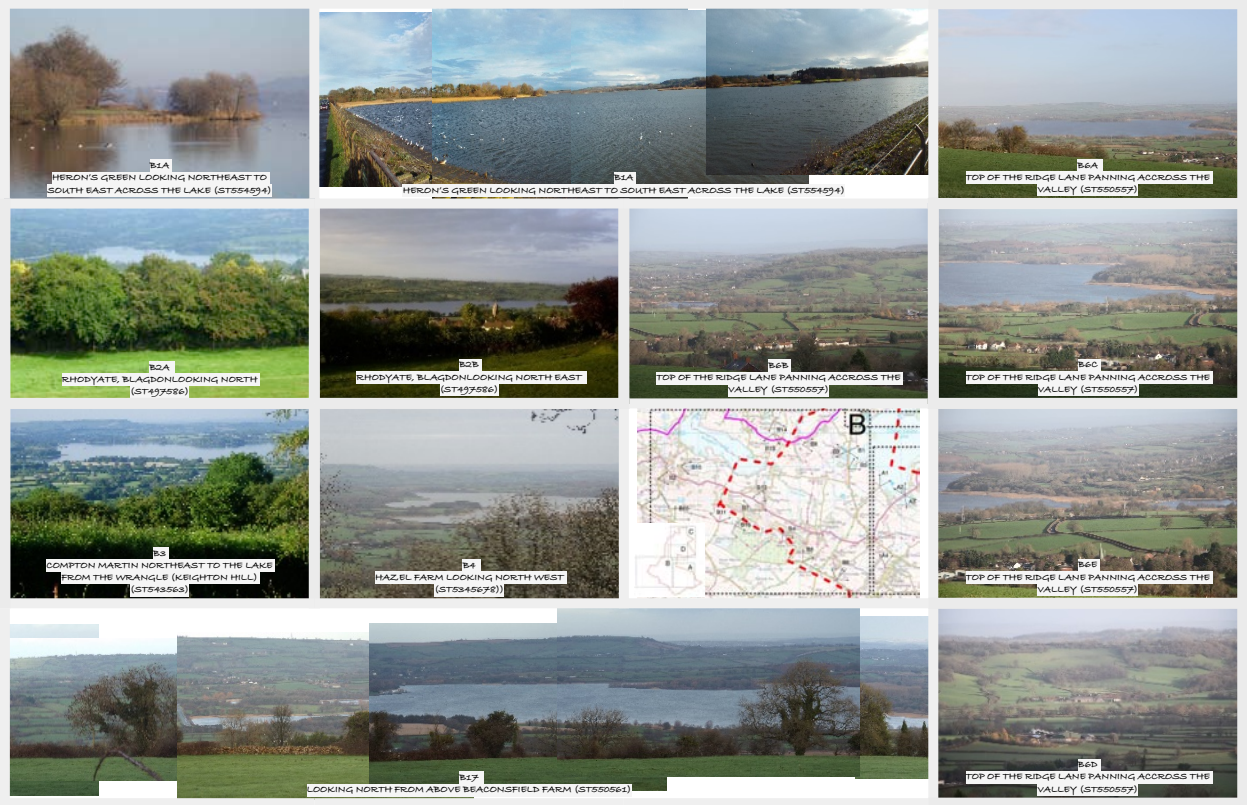 B1A
HERON'S GREEN LOOKING NORTHEAST TO
SOUTH EAST ACROSS THE LAKE (ST554594)
B1A
HERON'S GREEN LOOKING NORTHEAST TO SOUTH EAST ACROSS THE LAKE (ST554594)
B6A
TOP OF THE RIDGE LANE PANNING ACCROSS THE
VALLEY (ST550557)
B2A
RHODYATE, BLAGDONLOOKING NORTH
(ST497586)
B2B
RHODYATE, BLAGDONLOOKING NORTH EAST
(ST497586)
B6B
TOP OF THE RIDGE LANE PANNING ACCROSS THE
VALLEY (ST550557)
B6C
TOP OF THE RIDGE LANE PANNING ACCROSS THE
VALLEY (ST550557)
B3
COMPTON MARTIN NORTHEAST TO THE LAKE
FROM THE WRANGLE (KEIGHTON HILL)
(ST543563)
B4
HAZEL FARM LOOKING NORTH WEST
(ST5345678))
B
C
D
B
A
B6E
TOP OF THE RIDGE LANE PANNING ACCROSS THE
VALLEY (ST550557)
B17
LOOKING NORTH FROM ABOVE BEACONSFIELD FARM (ST550561)
B6D
TOP OF THE RIDGE LANE PANNING ACCROSS THE
VALLEY (ST550557)